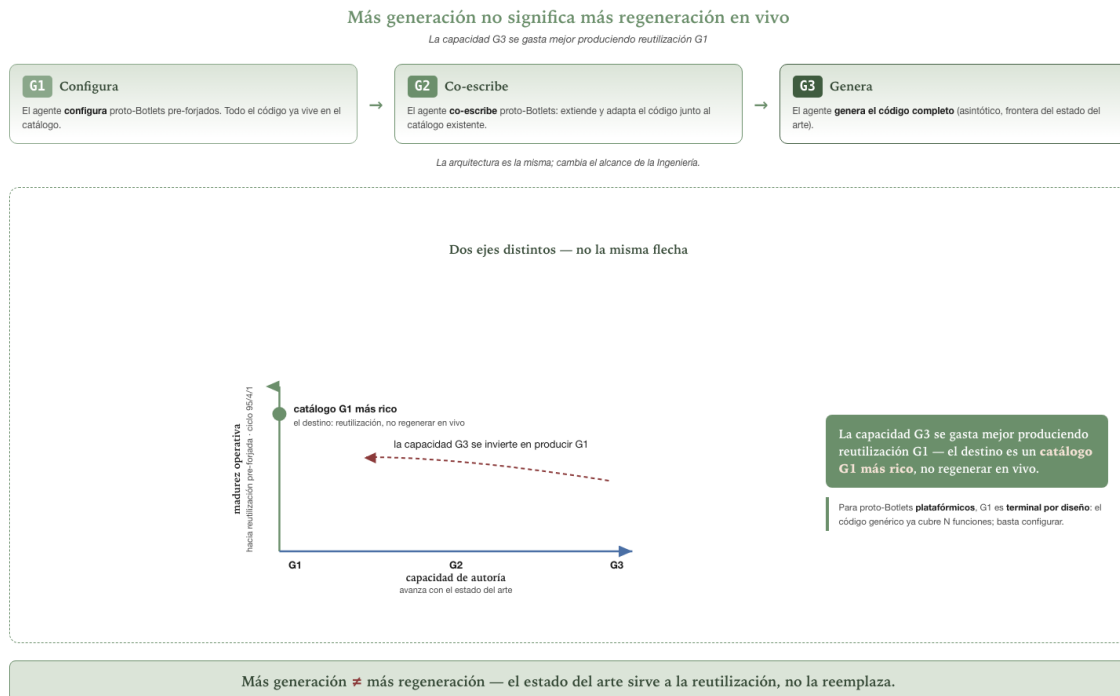 Más generación no significa más regeneración en vivo
La capacidad G3 se gasta mejor produciendo reutilización G1
G1 Configura
El agente configura proto-Botlets pre-forjados. Todo el código ya vive en el
catálogo.
→
G2 Co-escribe
El agente co-escribe proto-Botlets: extiende y adapta el código junto al
catálogo existente.
→
G3 Genera
El agente genera el código completo (asintótico, frontera del estado del
arte).
La arquitectura es la misma; cambia el alcance de la Ingeniería.
Dos ejes distintos — no la misma flecha
madurez operativa
hacia reutilización pre-forjada · ciclo 95/4/1
catálogo G1 más rico
el destino: reutilización, no regenerar en vivo
la capacidad G3 se invierte en producir G1
G1 G2 G3
capacidad de autoría
avanza con el estado del arte
La capacidad G3 se gasta mejor produciendo
reutilización G1 — el destino es un catálogo
G1 más rico, no regenerar en vivo.
Para proto-Botlets platafórmicos, G1 es terminal por diseño: el
código genérico ya cubre N funciones; basta configurar.
Más generación ≠ más regeneración — el estado del arte sirve a la reutilización, no la reemplaza.